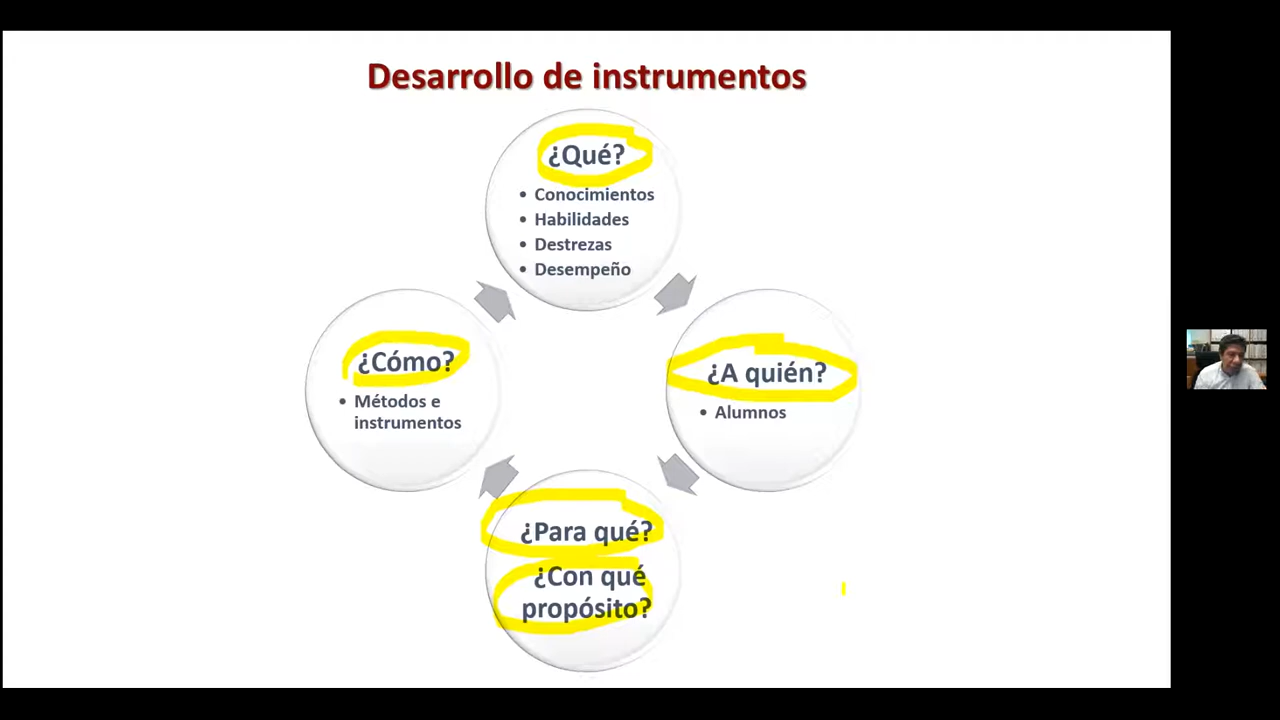 Desarrollo de instrumentos
¿Qué?
• Conocimientos
• Habilidades
• Destrezas
• Desempeño
¿A quién?
• Alumnos
¿Para qué?
¿Con qué
propósito?
¿Cómo?
• Métodos e
instrumentos